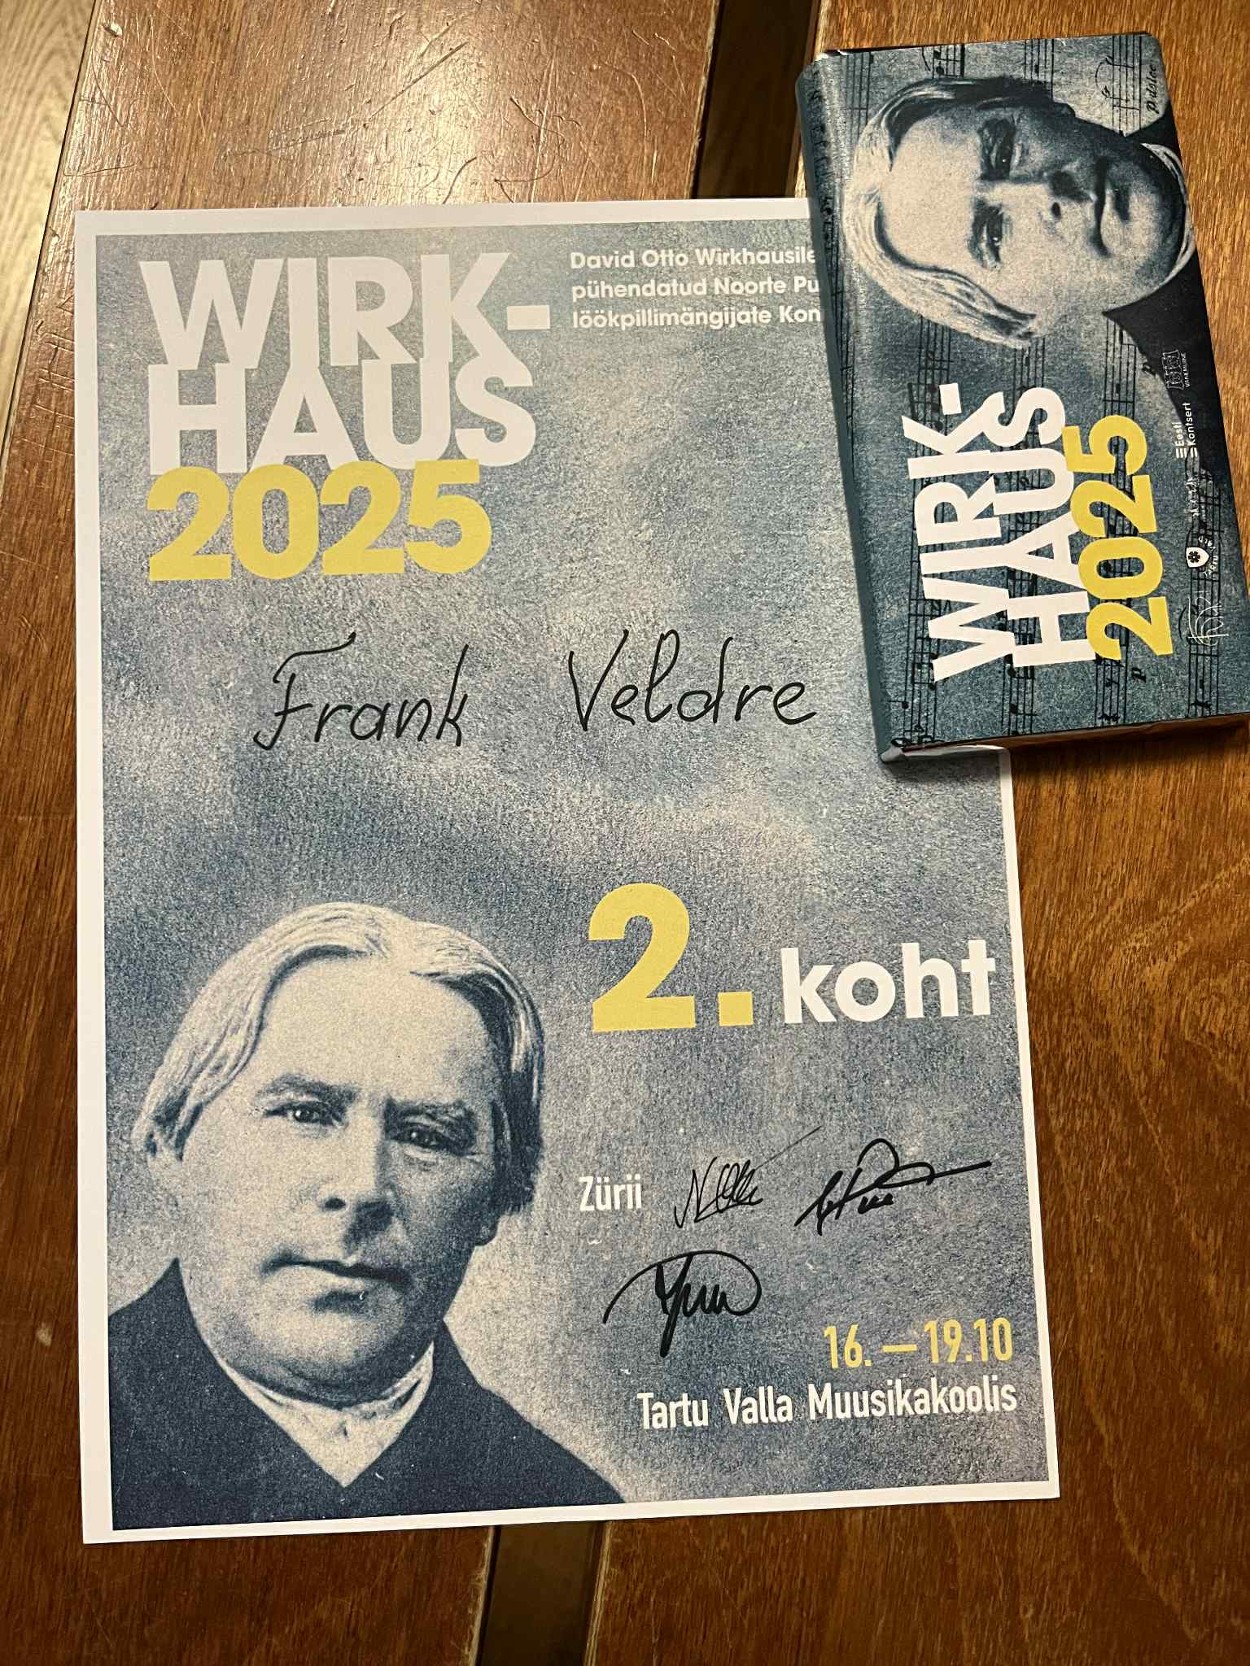 WIRK-
HAUS
2025
David Otto Wirkhausile
pühendatud Noorte Pu
löökpillimängijate Kon
Frank Veldre
2. koht
Zürii
16. — 19.10
Tartu Valla Muusikakoolis
WIRK-
HAUS
2025
Eesti
Kontsert